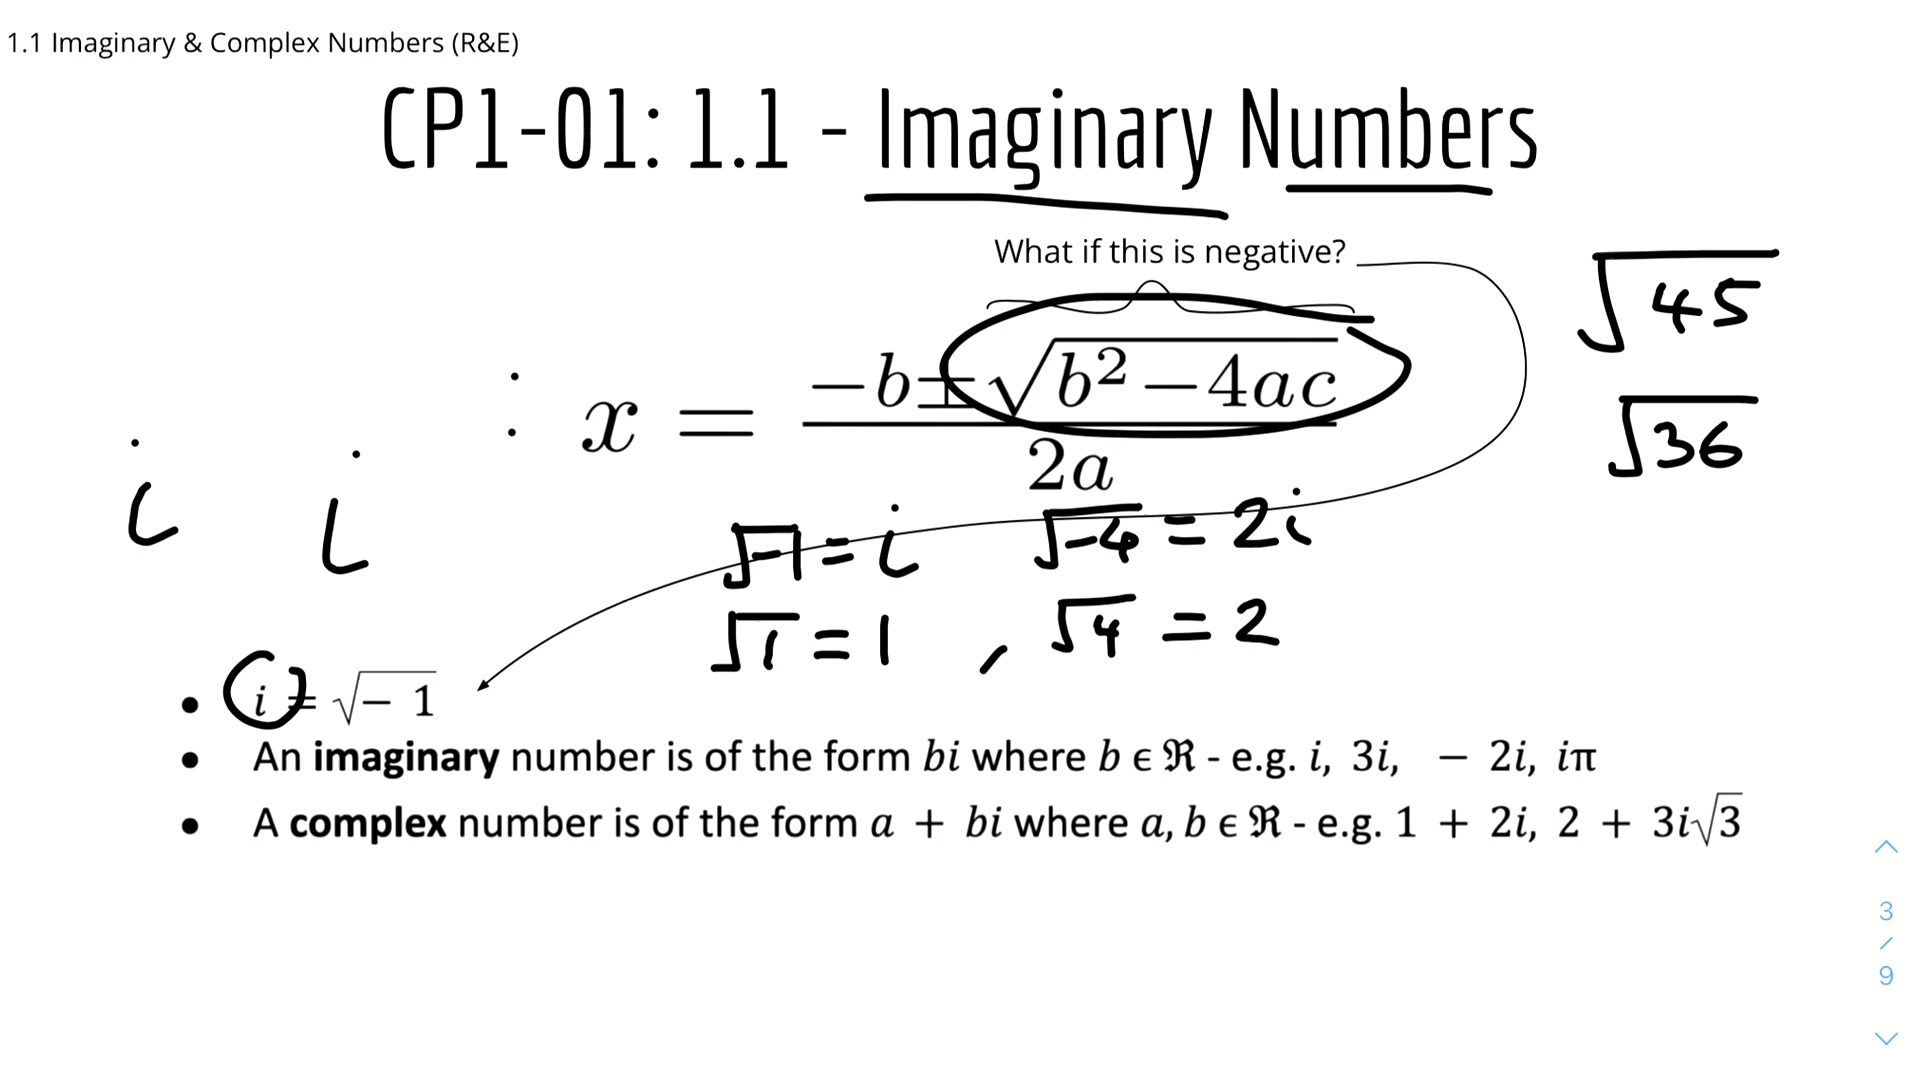 1.1 Imaginary & Complex Numbers (R&E)
CP1-01: 1.1 - Imaginary Numbers
What if this is negative?
√45
x = (-b ± √(b² - 4ac)) / 2a
√36
i i
√-1 = i √-4 = 2i
√1 = 1 , √4 = 2
• i = √-1
• An imaginary number is of the form bi where b ϵ ℜ - e.g. i, 3i, - 2i, iπ
• A complex number is of the form a + bi where a, b ϵ ℜ - e.g. 1 + 2i, 2 + 3i√3
3
/
9